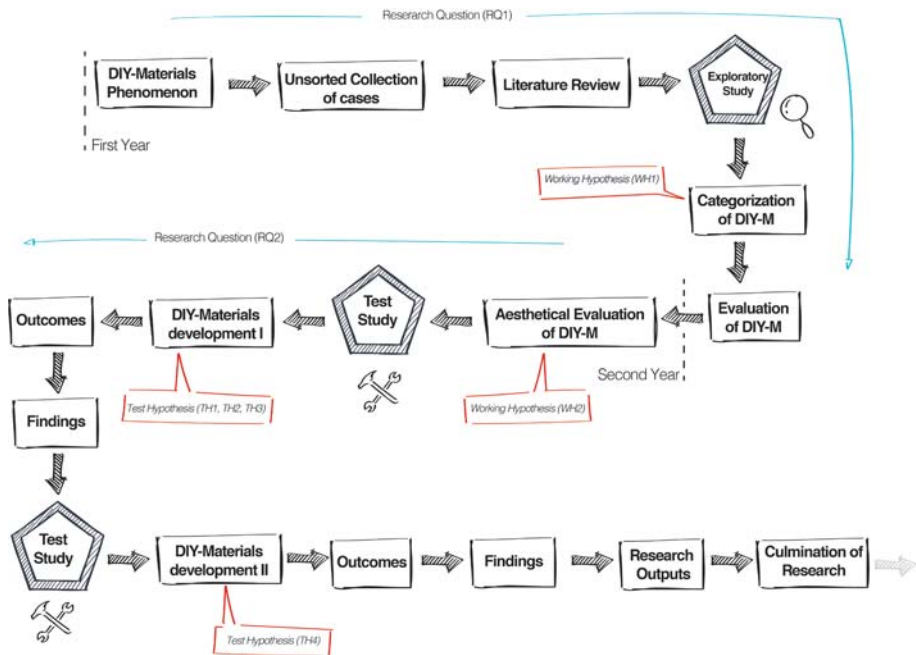 Reserarch Question (RQ1)
DIY-Materials
Phenomenon
Unsorted Collection
of cases
Literature Review
Exploratory
Study
First Year
Working Hypothesis (WH1)
Categorization
of DIY-M
Reserarch Question (RQ2)
Outcomes
DIY-Materials
development I
Test
Study
Aesthetical Evaluation
of DIY-M
Evaluation
of DIY-M
Second Year
Test Hypothesis (TH1, TH2, TH3)
Working Hypothesis (WH2)
Findings
Test
Study
DIY-Materials
development II
Outcomes
Findings
Research
Outputs
Culmination of
Research
Test Hypothesis (TH4)